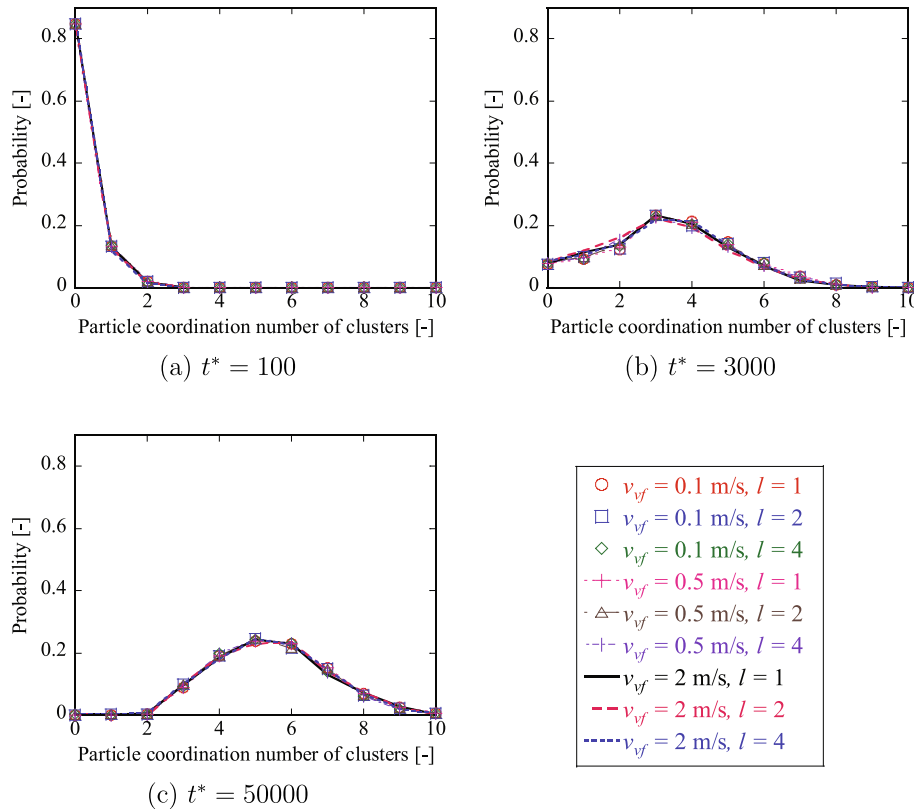 0.8
0.6
0.4
0.2
0
Probability [-]
0 2 4 6 8 10
Particle coordination number of clusters [-]
(a) t* = 100
0.8
0.6
0.4
0.2
0
Probability [-]
0 2 4 6 8 10
Particle coordination number of clusters [-]
(b) t* = 3000
0.8
0.6
0.4
0.2
0
Probability [-]
0 2 4 6 8 10
Particle coordination number of clusters [-]
(c) t* = 50000
v_vf = 0.1 m/s, l = 1
v_vf = 0.1 m/s, l = 2
v_vf = 0.1 m/s, l = 4
v_vf = 0.5 m/s, l = 1
v_vf = 0.5 m/s, l = 2
v_vf = 0.5 m/s, l = 4
v_vf = 2 m/s, l = 1
v_vf = 2 m/s, l = 2
v_vf = 2 m/s, l = 4